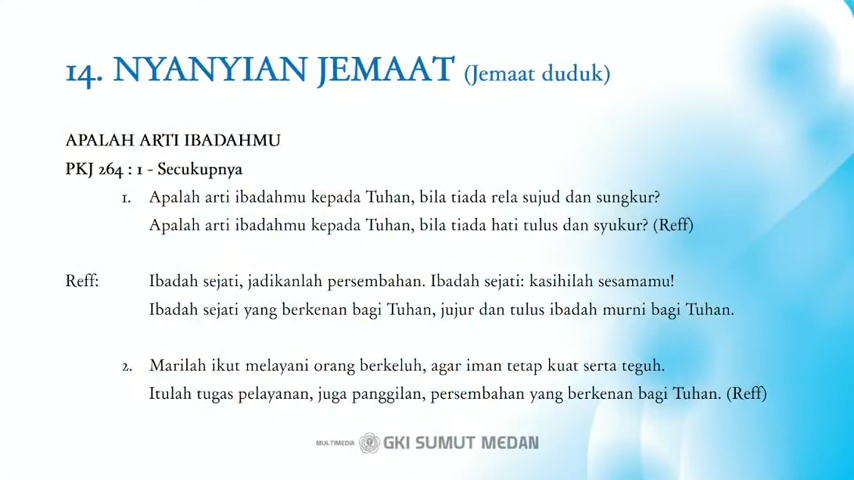 14. NYANYIAN JEMAAT (Jemaat duduk)
APALAH ARTI IBADAHMU
PKJ 264 : 1 - Secukupnya
1. Apalah arti ibadahmu kepada Tuhan, bila tiada rela sujud dan sungkur?
Apalah arti ibadahmu kepada Tuhan, bila tiada hati tulus dan syukur? (Reff)
Reff: Ibadah sejati, jadikanlah persembahan. Ibadah sejati: kasihilah sesamamu!
Ibadah sejati yang berkenan bagi Tuhan, jujur dan tulus ibadah murni bagi Tuhan.
2. Marilah ikut melayani orang berkeluh, agar iman tetap kuat serta teguh.
Itulah tugas pelayanan, juga panggilan, persembahan yang berkenan bagi Tuhan. (Reff)
MULTIMEDIA GKI SUMUT MEDAN